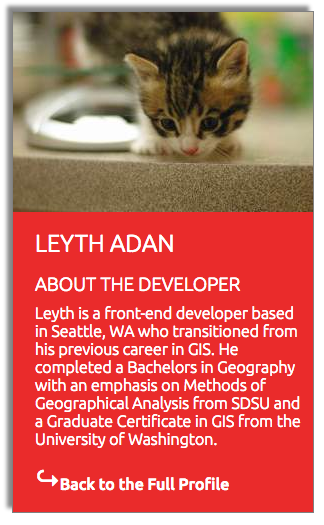 LEYTH ADAN
ABOUT THE DEVELOPER
Leyth is a front-end developer based
in Seattle, WA who transitioned from
his previous career in GIS. He
completed a Bachelors in Geography
with an emphasis on Methods of
Geographical Analysis from SDSU and
a Graduate Certificate in GIS from the
University of Washington.
Back to the Full Profile